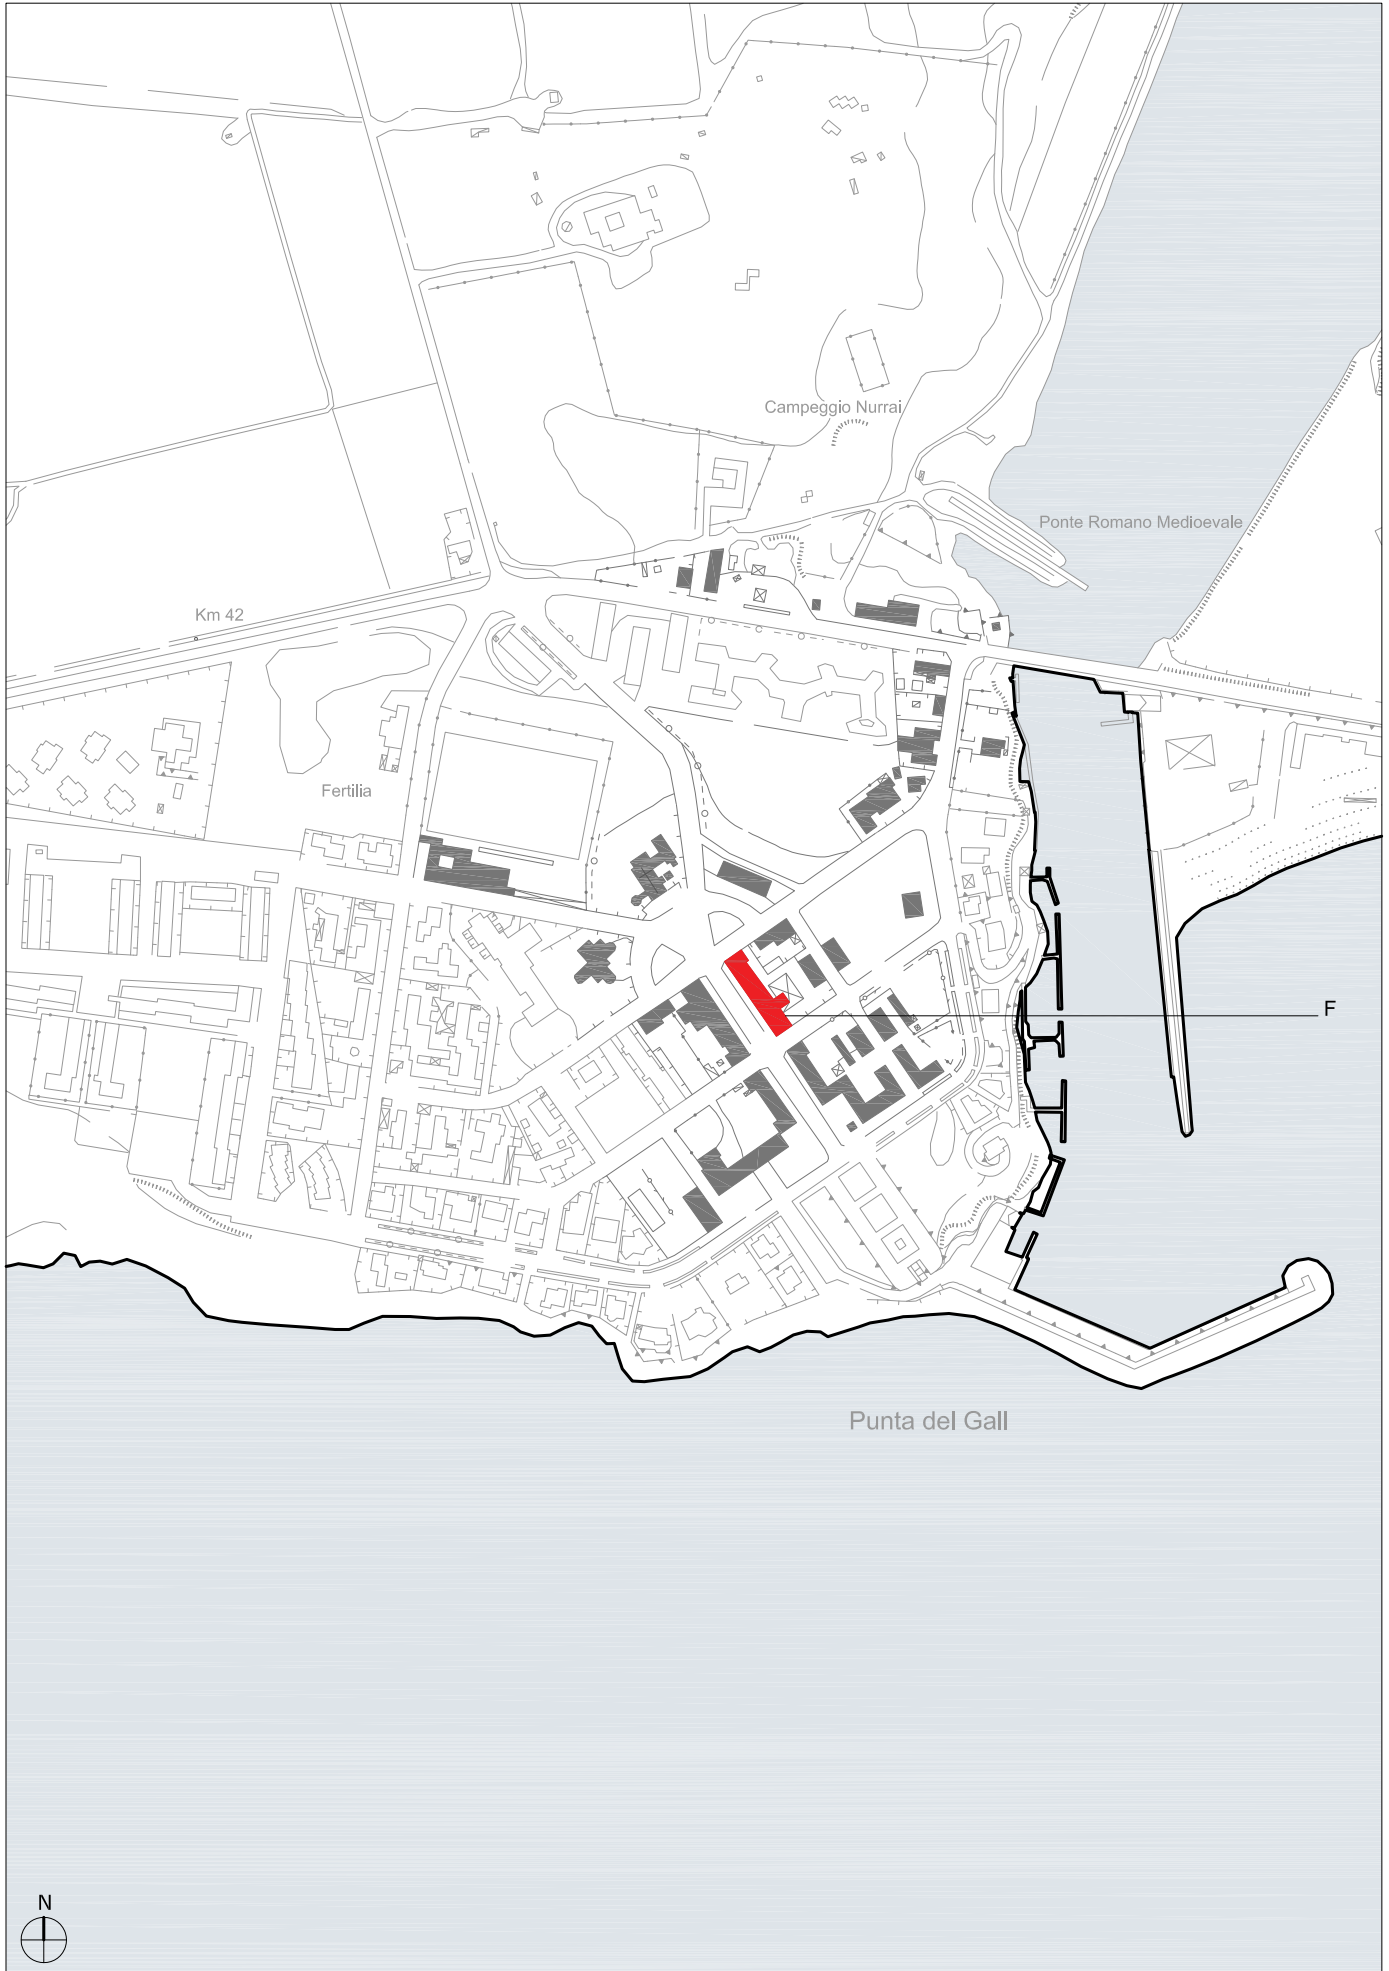 Campeggio Nurrai
Ponte Romano Medioevale
Km 42
Fertilia
F
Punta del Gall
N